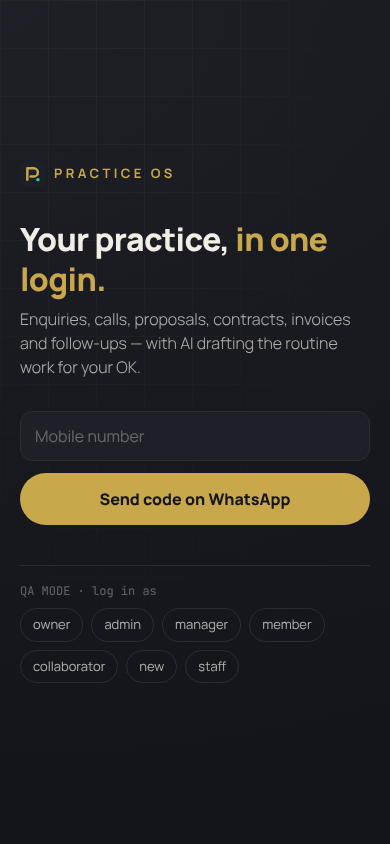 PRACTICE OS
Your practice, in one
login.
Enquiries, calls, proposals, contracts, invoices
and follow-ups — with AI drafting the routine
work for your OK.
Mobile number
Send code on WhatsApp
QA MODE · log in as
owner admin manager member
collaborator new staff